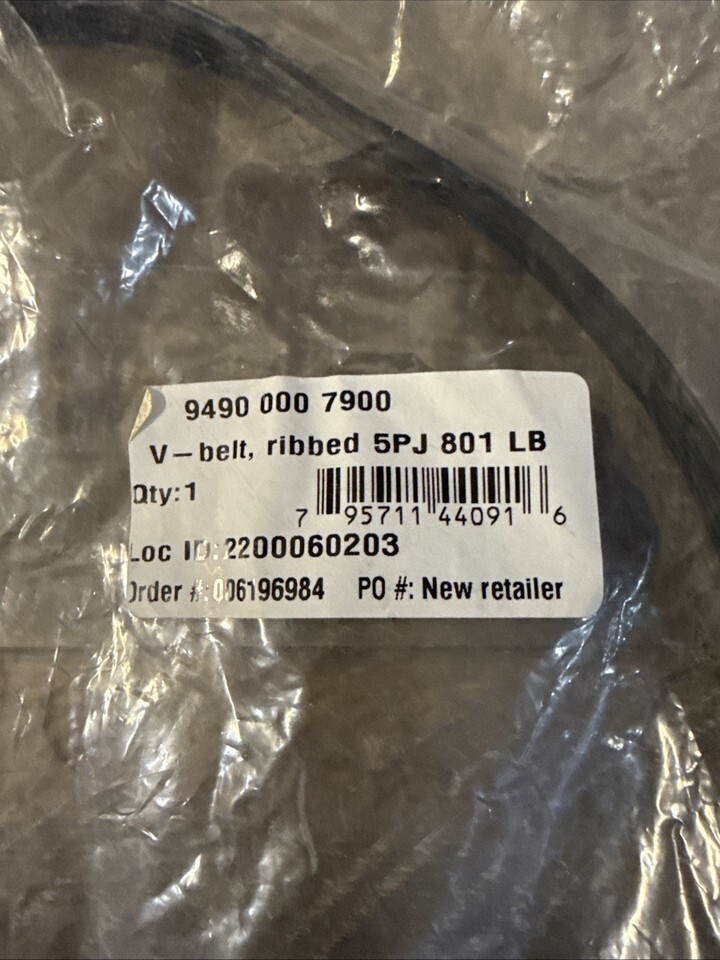 9490 000 7900
V-belt, ribbed 5PJ 801 LB
Qty:1
7 95711 44091 6
Loc ID:2200060203
Order #:006196984 PO #: New retailer